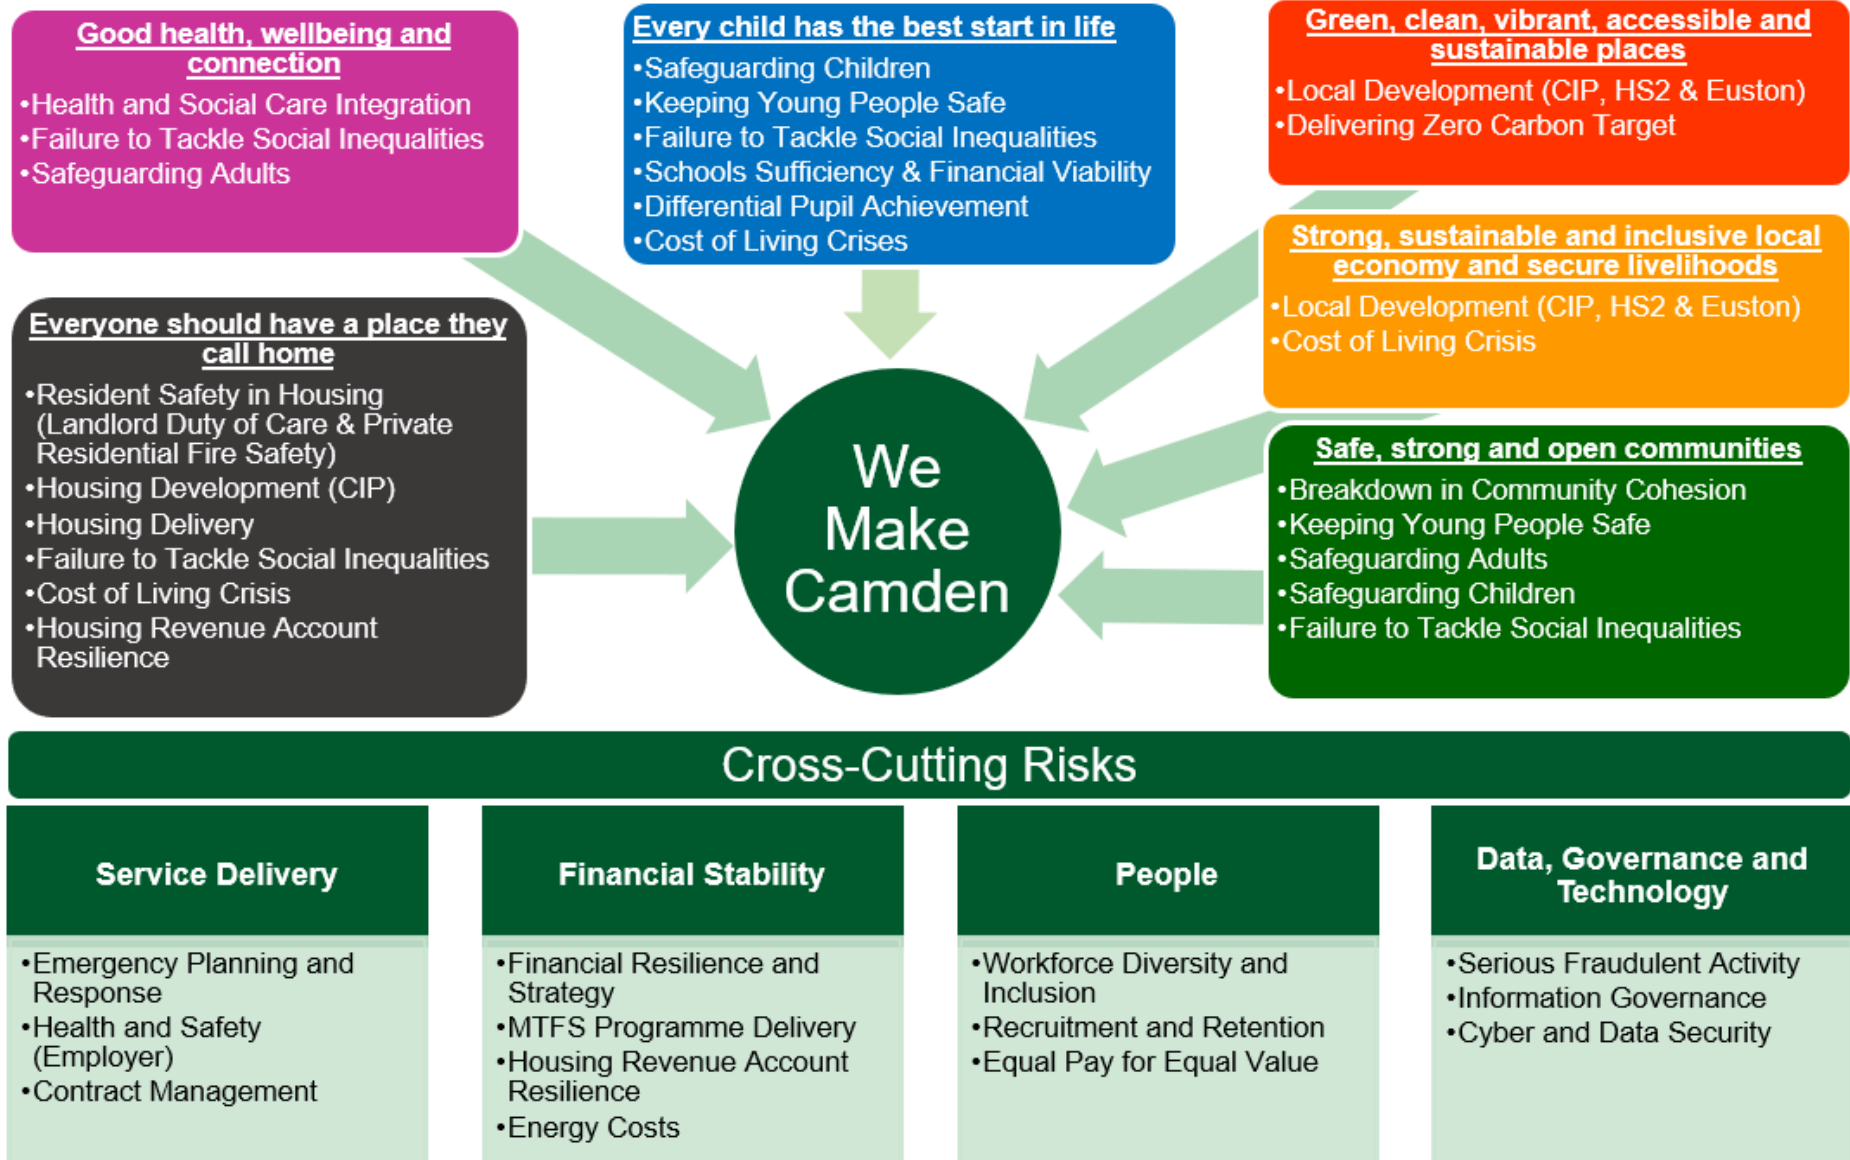 Good health, wellbeing and
connection
•Health and Social Care Integration
•Failure to Tackle Social Inequalities
•Safeguarding Adults
Every child has the best start in life
•Safeguarding Children
•Keeping Young People Safe
•Failure to Tackle Social Inequalities
•Schools Sufficiency & Financial Viability
•Differential Pupil Achievement
•Cost of Living Crises
Green, clean, vibrant, accessible and
sustainable places
•Local Development (CIP, HS2 & Euston)
•Delivering Zero Carbon Target
Strong, sustainable and inclusive local
economy and secure livelihoods
•Local Development (CIP, HS2 & Euston)
•Cost of Living Crisis
Everyone should have a place they
call home
•Resident Safety in Housing
(Landlord Duty of Care & Private
Residential Fire Safety)
•Housing Development (CIP)
•Housing Delivery
•Failure to Tackle Social Inequalities
•Cost of Living Crisis
•Housing Revenue Account
Resilience
We
Make
Camden
Safe, strong and open communities
•Breakdown in Community Cohesion
•Keeping Young People Safe
•Safeguarding Adults
•Safeguarding Children
•Failure to Tackle Social Inequalities
Cross-Cutting Risks
Service Delivery
•Emergency Planning and
Response
•Health and Safety
(Employer)
•Contract Management
Financial Stability
•Financial Resilience and
Strategy
•MTFS Programme Delivery
•Housing Revenue Account
Resilience
•Energy Costs
People
•Workforce Diversity and
Inclusion
•Recruitment and Retention
•Equal Pay for Equal Value
Data, Governance and
Technology
•Serious Fraudulent Activity
•Information Governance
•Cyber and Data Security